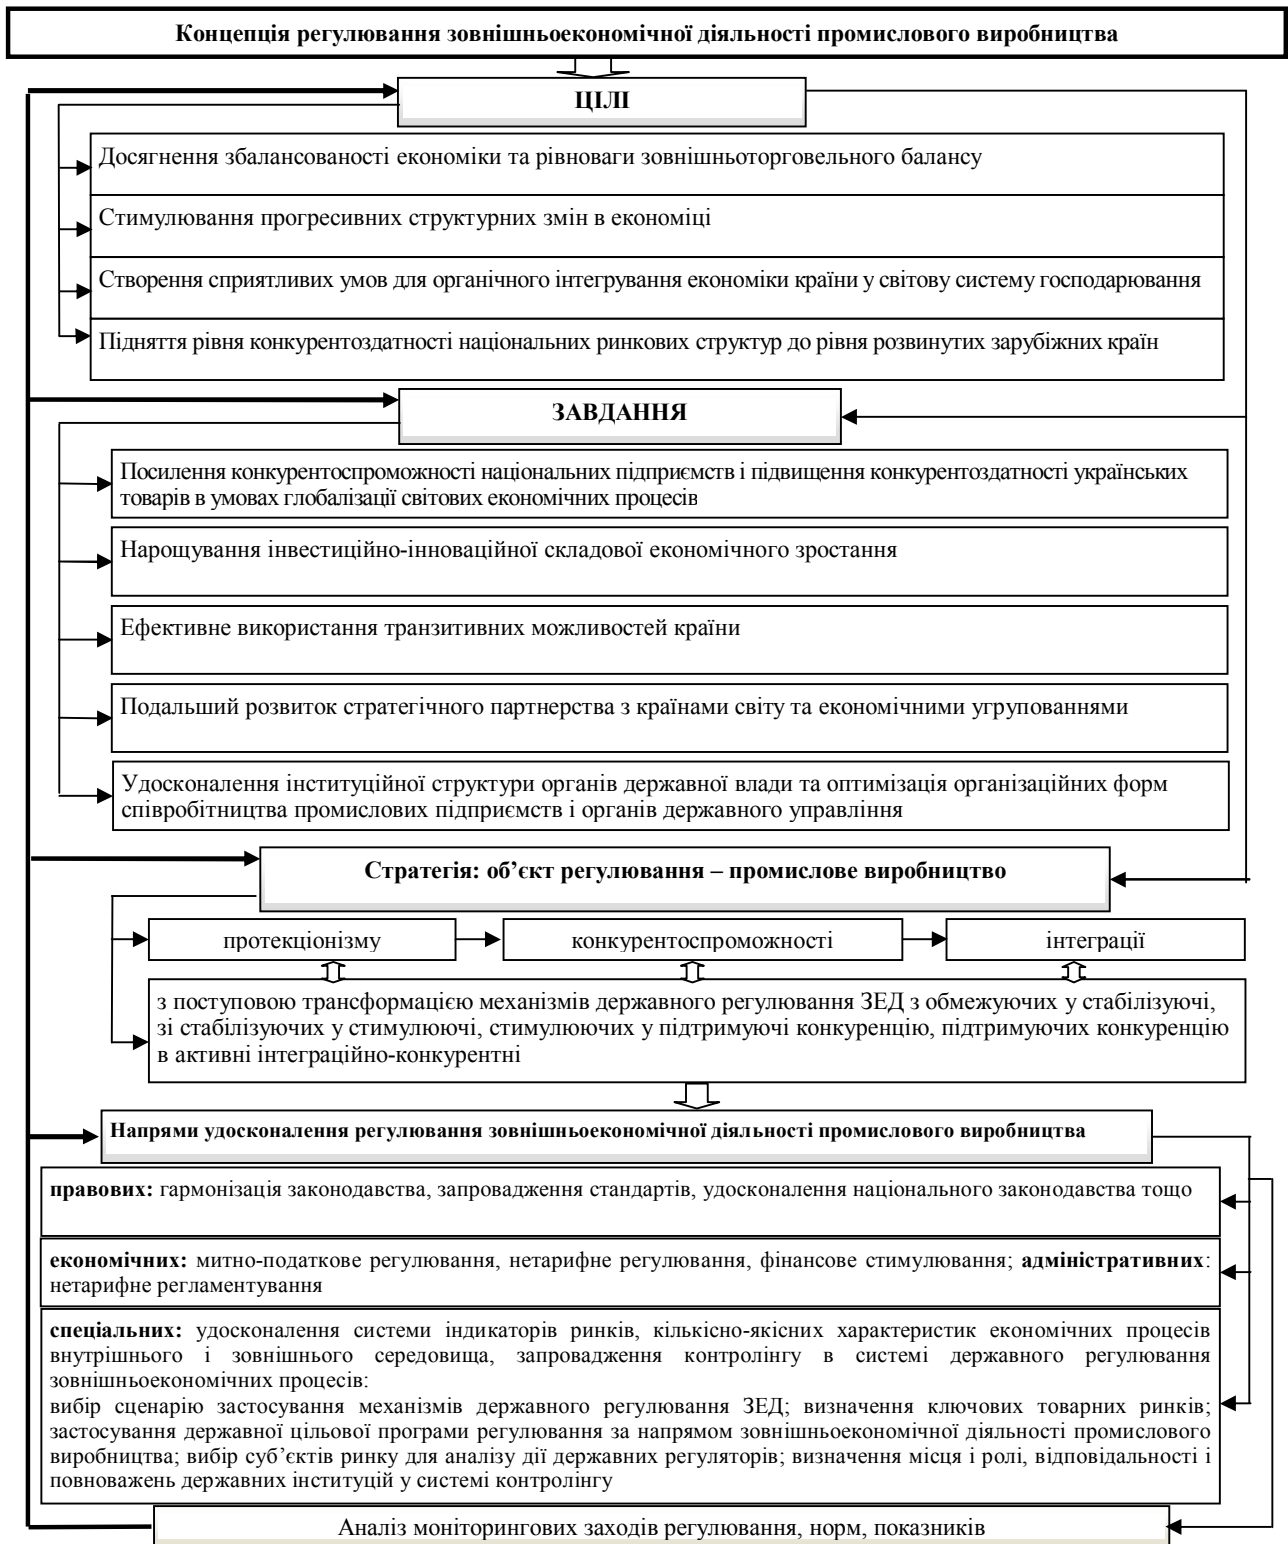 Концепція регулювання зовнішньоекономічної діяльності промислового виробництва
ЦІЛІ
Досягнення збалансованості економіки та рівноваги зовнішньоторговельного балансу
Стимулювання прогресивних структурних змін в економіці
Створення сприятливих умов для органічного інтегрування економіки країни у світову систему господарювання
Підняття рівня конкурентоздатності національних ринкових структур до рівня розвинутих зарубіжних країн
ЗАВДАННЯ
Посилення конкурентоспроможності національних підприємств і підвищення конкурентоздатності українських
товарів в умовах глобалізації світових економічних процесів
Нарощування інвестиційно-інноваційної складової економічного зростання
Ефективне використання транзитивних можливостей країни
Подальший розвиток стратегічного партнерства з країнами світу та економічними угрупованнями
Удосконалення інституційної структури органів державної влади та оптимізація організаційних форм
співробітництва промислових підприємств і органів державного управління
Стратегія: об’єкт регулювання – промислове виробництво
протекціонізму
конкурентоспроможності
інтеграції
з поступовою трансформацією механізмів державного регулювання ЗЕД з обмежуючих у стабілізуючі,
зі стабілізуючих у стимулюючі, стимулюючих у підтримуючі конкуренцію, підтримуючих конкуренцію
в активні інтеграційно-конкурентні
Напрями удосконалення регулювання зовнішньоекономічної діяльності промислового виробництва
правових: гармонізація законодавства, запровадження стандартів, удосконалення національного законодавства тощо
економічних: митно-податкове регулювання, нетарифне регулювання, фінансове стимулювання; адміністративних:
нетарифне регламентування
спеціальних: удосконалення системи індикаторів ринків, кількісно-якісних характеристик економічних процесів
внутрішнього і зовнішнього середовища, запровадження контролінгу в системі державного регулювання
зовнішньоекономічних процесів:
вибір сценарію застосування механізмів державного регулювання ЗЕД; визначення ключових товарних ринків;
застосування державної цільової програми регулювання за напрямом зовнішньоекономічної діяльності промислового
виробництва; вибір суб’єктів ринку для аналізу дії державних регуляторів; визначення місця і ролі, відповідальності і
повноважень державних інституцій у системі контролінгу
Аналіз моніторингових заходів регулювання, норм, показників